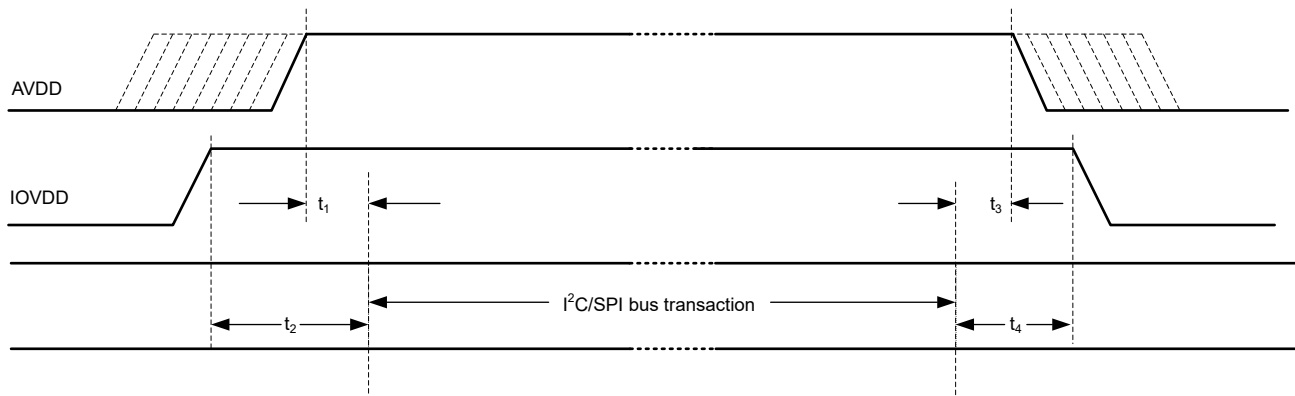 AVDD
IOVDD
t₁
t₃
I²C/SPI bus transaction
t₂
t₄